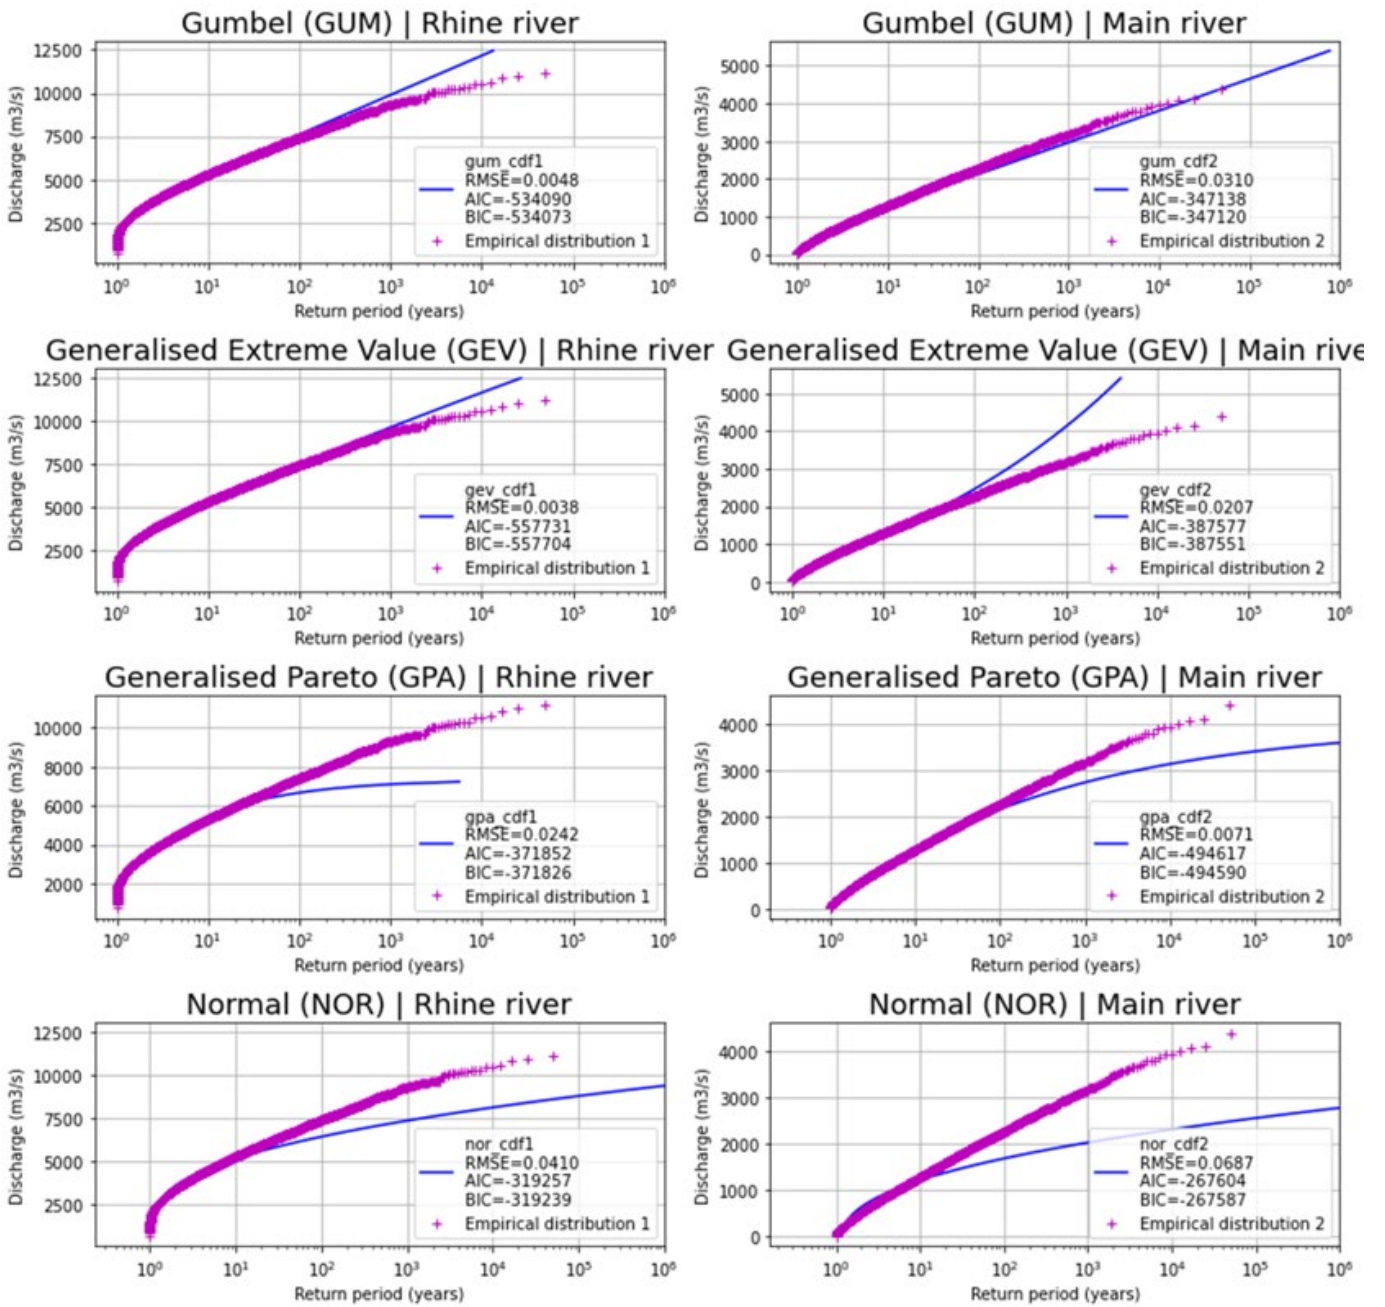 Gumbel (GUM) | Rhine river
12500
10000
7500
5000
2500
Discharge (m3/s)
gum_cdf1
RMSE=0.0048
AIC=-534090
BIC=-534073
Empirical distribution 1
10⁰ 10¹ 10² 10³ 10⁴ 10⁵ 10⁶
Return period (years)
Gumbel (GUM) | Main river
5000
4000
3000
2000
1000
0
Discharge (m3/s)
gum_cdf2
RMSE=0.0310
AIC=-347138
BIC=-347120
Empirical distribution 2
10⁰ 10¹ 10² 10³ 10⁴ 10⁵ 10⁶
Return period (years)
Generalised Extreme Value (GEV) | Rhine river
12500
10000
7500
5000
2500
Discharge (m3/s)
gev_cdf1
RMSE=0.0038
AIC=-557731
BIC=-557704
Empirical distribution 1
10⁰ 10¹ 10² 10³ 10⁴ 10⁵ 10⁶
Return period (years)
Generalised Extreme Value (GEV) | Main rive
5000
4000
3000
2000
1000
0
Discharge (m3/s)
gev_cdf2
RMSE=0.0207
AIC=-387577
BIC=-387551
Empirical distribution 2
10⁰ 10¹ 10² 10³ 10⁴ 10⁵ 10⁶
Return period (years)
Generalised Pareto (GPA) | Rhine river
10000
8000
6000
4000
2000
Discharge (m3/s)
gpa_cdf1
RMSE=0.0242
AIC=-371852
BIC=-371826
Empirical distribution 1
10⁰ 10¹ 10² 10³ 10⁴ 10⁵ 10⁶
Return period (years)
Generalised Pareto (GPA) | Main river
4000
3000
2000
1000
0
Discharge (m3/s)
gpa_cdf2
RMSE=0.0071
AIC=-494617
BIC=-494590
Empirical distribution 2
10⁰ 10¹ 10² 10³ 10⁴ 10⁵ 10⁶
Return period (years)
Normal (NOR) | Rhine river
12500
10000
7500
5000
2500
Discharge (m3/s)
nor_cdf1
RMSE=0.0410
AIC=-319257
BIC=-319239
Empirical distribution 1
10⁰ 10¹ 10² 10³ 10⁴ 10⁵ 10⁶
Return period (years)
Normal (NOR) | Main river
4000
3000
2000
1000
0
Discharge (m3/s)
nor_cdf2
RMSE=0.0687
AIC=-267604
BIC=-267587
Empirical distribution 2
10⁰ 10¹ 10² 10³ 10⁴ 10⁵ 10⁶
Return period (years)